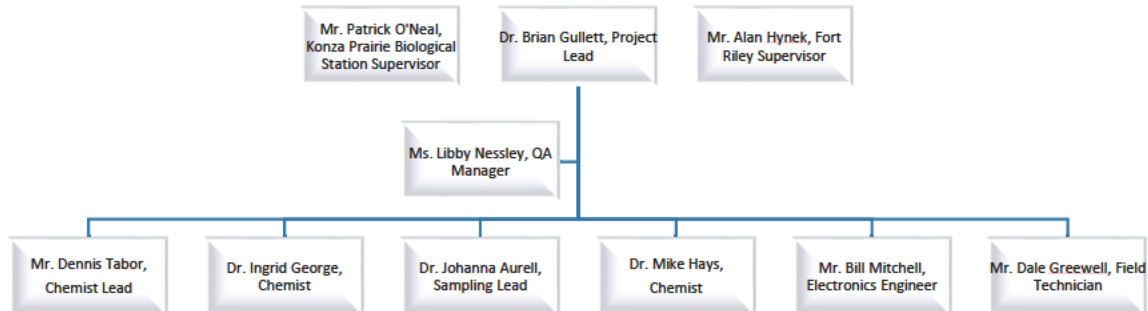 Mr. Patrick O'Neal,
Konza Prairie Biological
Station Supervisor
Dr. Brian Gullett, Project
Lead
Mr. Alan Hynek, Fort
Riley Supervisor
Ms. Libby Nessley, QA
Manager
Mr. Dennis Tabor,
Chemist Lead
Dr. Ingrid George,
Chemist
Dr. Johanna Aurell,
Sampling Lead
Dr. Mike Hays,
Chemist
Mr. Bill Mitchell,
Electronics Engineer
Mr. Dale Greewell, Field
Technician